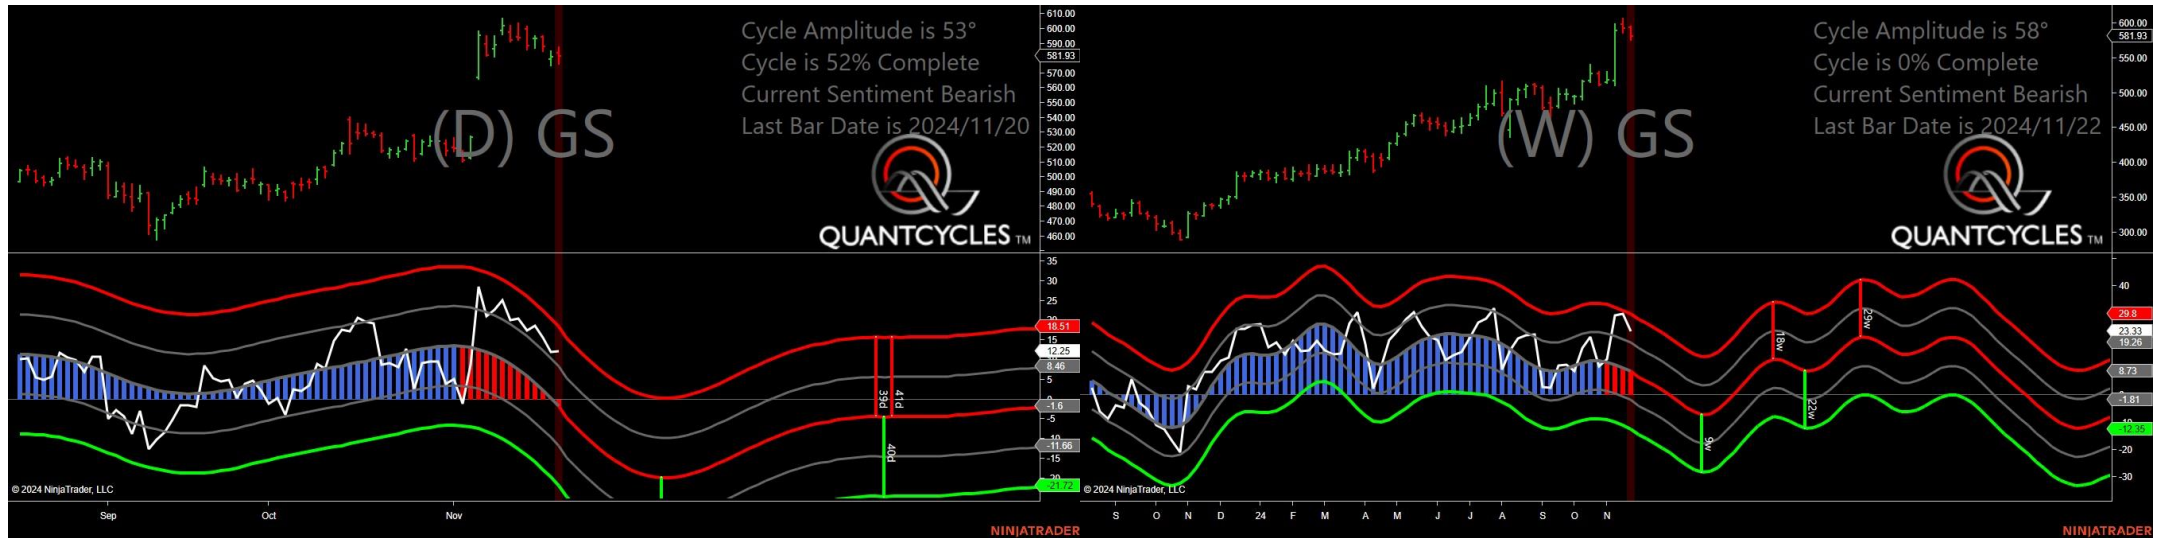 Cycle Amplitude is 53°
Cycle is 52% Complete
Current Sentiment Bearish
Last Bar Date is 2024/11/20
(D) GS
QUANTCYCLES TM
610.00
600.00
590.00
581.93
570.00
560.00
550.00
540.00
530.00
520.00
510.00
500.00
490.00
480.00
470.00
460.00
35
30
25
20
18.51
15
12.25
8.46
5
-1.6
-5
-11.66
-15
-21.72
39d
41d
40d
© 2024 NinjaTrader, LLC
Sep
Oct
Nov
NINJATRADER
Cycle Amplitude is 58°
Cycle is 0% Complete
Current Sentiment Bearish
Last Bar Date is 2024/11/22
(W) GS
QUANTCYCLES TM
600.00
581.93
550.00
500.00
450.00
400.00
350.00
300.00
40
29.8
23.33
19.26
8.73
-1.81
-12.35
-20
-30
18w
29w
9w
22w
© 2024 NinjaTrader, LLC
S
O
N
D
24
F
M
A
M
J
J
A
S
O
N
NINJATRADER